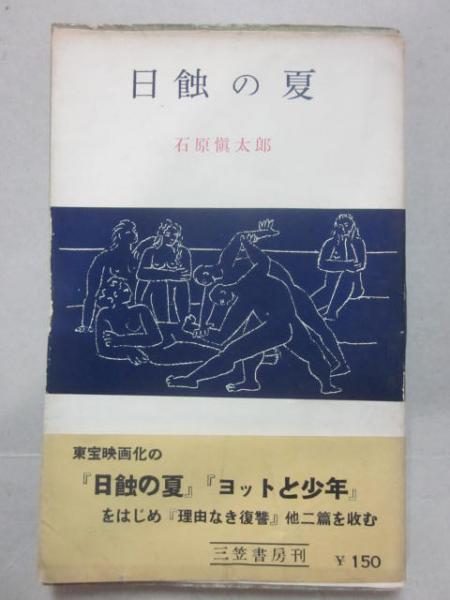 日蝕の夏
石原愼太郎
東宝映画化の
『日蝕の夏』『ヨットと少年』
をはじめ『理由なき復讐』他二篇を収む
三笠書房刊 ¥150